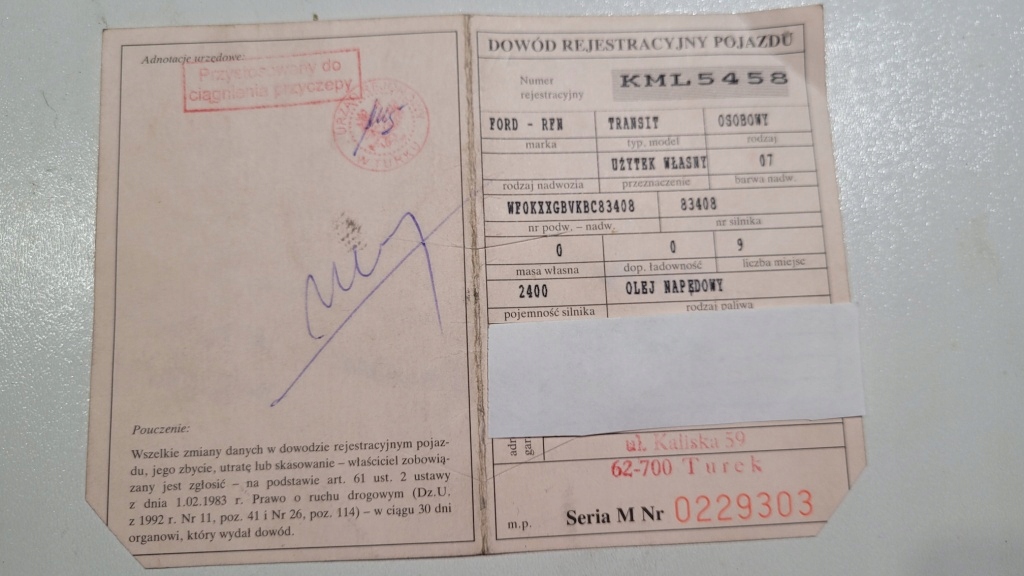 Adnotacje urzędowe:
Przystosowany do
ciągnienia przyczepy
URZĄD
W TURKU
Pouczenie:
Wszelkie zmiany danych w dowodzie rejestracyjnym pojaz-
du, jego zbycie, utratę lub skasowanie – właściciel zobowią-
zany jest zgłosić – na podstawie art. 61 ust. 2 ustawy
z dnia 1.02.1983 r. Prawo o ruchu drogowym (Dz.U.
z 1992 r. Nr 11, poz. 41 i Nr 26, poz. 114) – w ciągu 30 dni
organowi, który wydał dowód.
DOWÓD REJESTRACYJNY POJAZDU
Numer
rejestracyjny
KML5458
FORD - RFN TRANSIT OSOBOWY
marka typ, model rodzaj
UŻYTEK WŁASNY 07
rodzaj nadwozia przeznaczenie barwa nadw.
WF0KXXGBVKBC83408 83408
nr podw. – nadw. nr silnika
0 0 9
masa własna dop. ładowność liczba miejsc
2400 OLEJ NAPĘDOWY
pojemność silnika rodzaj paliwa
adr
gar
ul. Kaliska 59
62-700 Turek
m.p. Seria M Nr 0229303